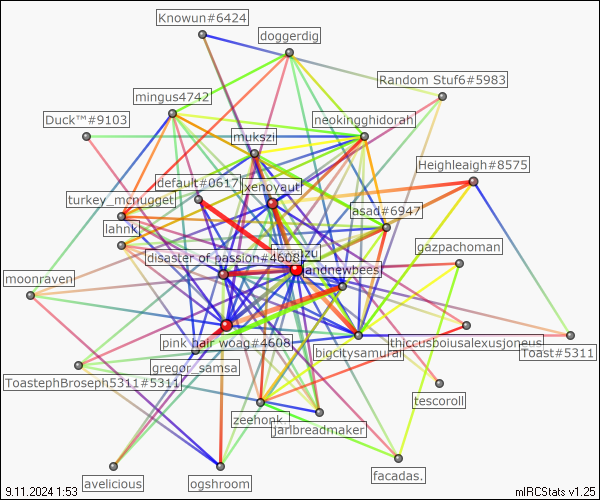 Knowun#6424
doggerdig
Random Stuf6#5983
mingus4742
Duck™#9103
neokingghidorah
mukszi
Heighleaigh#8575
default#0617
xenoyaut
turkey_mcnugget
asad#6947
lahnk
gazpachoman
disaster of passion#4608
andnewbees
moonraven
pink hair woag#4608
bigcitysamurai
thiccusboiusalexusjoneus
Toast#5311
gregor_samsa
ToastephBroseph5311#5311
tescoroll
zeehonk.
jarlbreadmaker
facadas.
avelicious
ogshroom
9.11.2024 1:53
mIRCStats v1.25